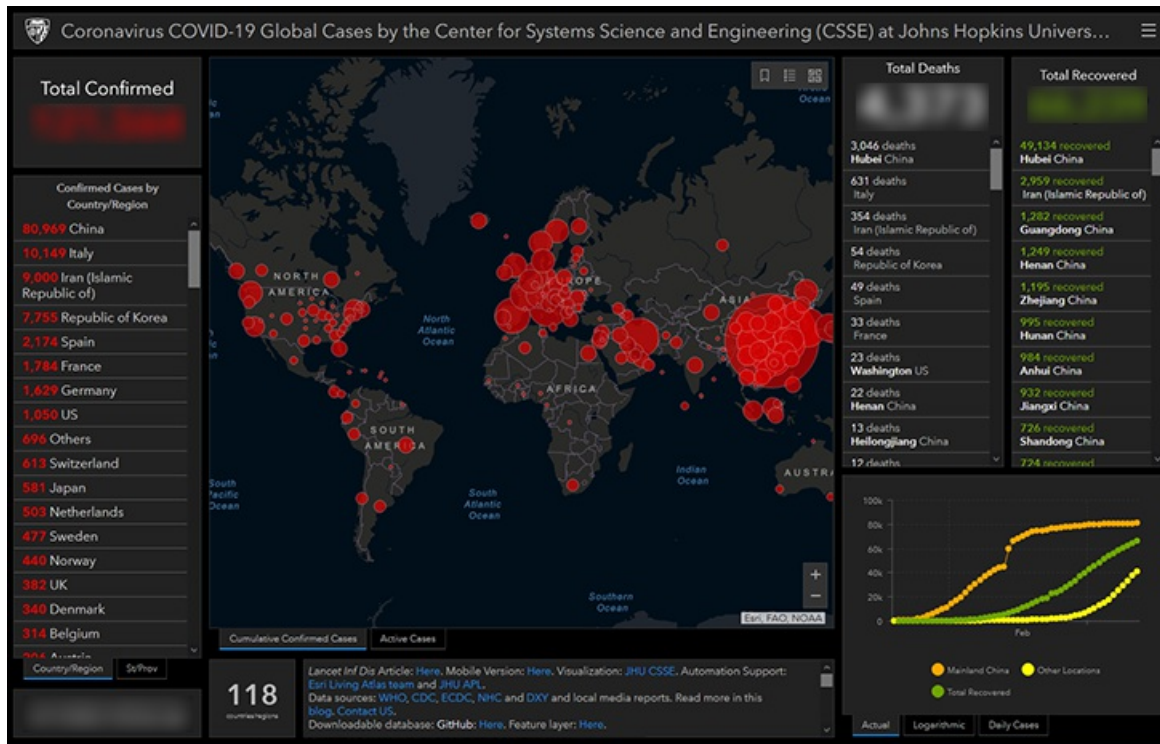 Coronavirus COVID-19 Global Cases by the Center for Systems Science and Engineering (CSSE) at Johns Hopkins Univers...
Total Confirmed
Confirmed Cases by
Country/Region
80,969 China
10,149 Italy
9,000 Iran (Islamic
Republic of)
7,755 Republic of Korea
2,174 Spain
1,784 France
1,629 Germany
1,050 US
696 Others
613 Switzerland
581 Japan
503 Netherlands
477 Sweden
440 Norway
382 UK
340 Denmark
314 Belgium
Country/Region
St/Prov
Ocean
NORTH
AMERICA
North
Atlantic
Ocean
ASIA
AFRICA
SOUTH
AMERICA
South
Pacific
Ocean
South
Atlantic
Ocean
Indian
Ocean
AUSTRA
Southern
Ocean
+
−
Esri, FAO, NOAA
Cumulative Confirmed Cases
Active Cases
118
countries/regions
Lancet Inf Dis Article: Here. Mobile Version: Here. Visualization: JHU CSSE. Automation Support:
Esri Living Atlas team and JHU APL.
Data sources: WHO, CDC, ECDC, NHC and DXY and local media reports. Read more in this
blog. Contact US.
Downloadable database: GitHub: Here. Feature layer: Here.
Total Deaths
3,046 deaths
Hubei China
631 deaths
Italy
354 deaths
Iran (Islamic Republic of)
54 deaths
Republic of Korea
49 deaths
Spain
33 deaths
France
23 deaths
Washington US
22 deaths
Henan China
13 deaths
Heilongjiang China
12 deaths
Total Recovered
49,134 recovered
Hubei China
2,959 recovered
Iran (Islamic Republic of)
1,282 recovered
Guangdong China
1,249 recovered
Henan China
1,195 recovered
Zhejiang China
995 recovered
Hunan China
984 recovered
Anhui China
932 recovered
Jiangxi China
726 recovered
Shandong China
724 recovered
100k
80k
60k
40k
20k
0
Feb
Mainland China
Other Locations
Total Recovered
Actual
Logarithmic
Daily Cases